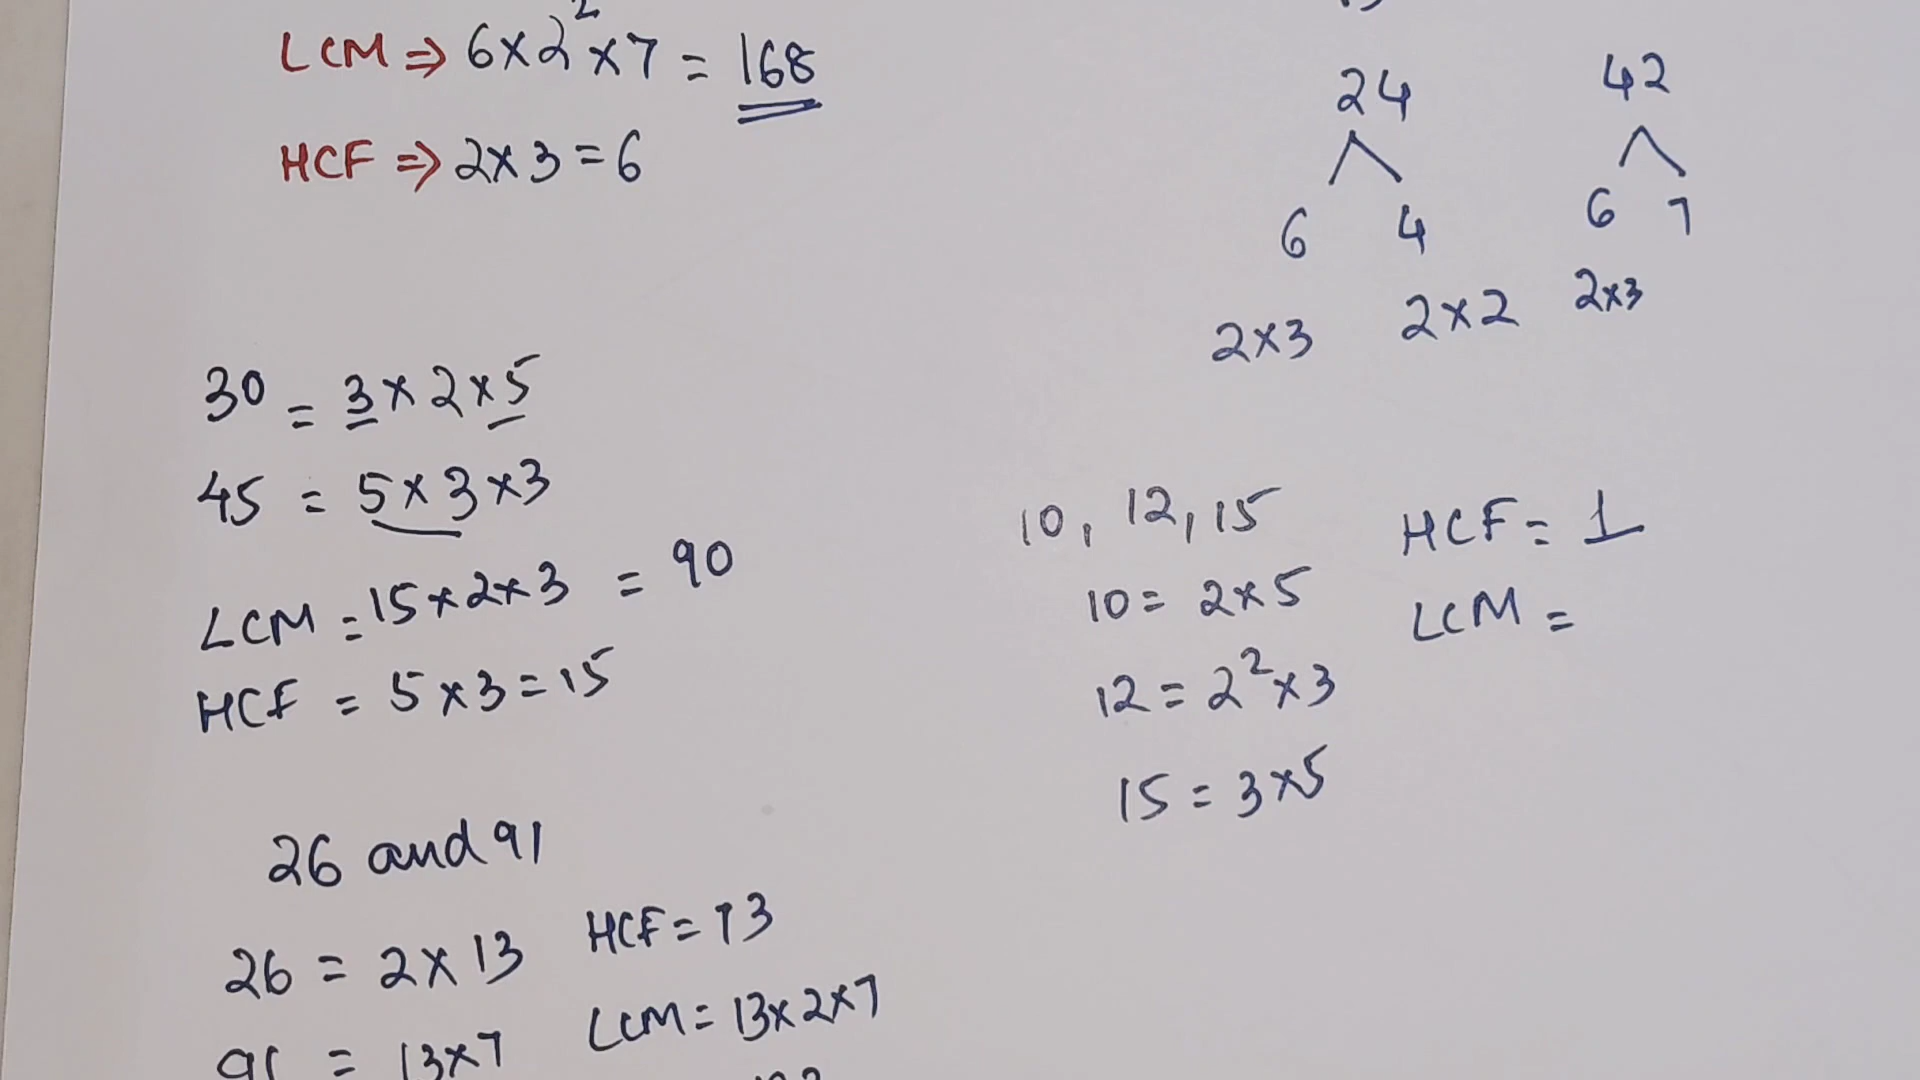 LCM ⇒ 6×2²×7 = 168
HCF ⇒ 2×3 = 6
30 = 3×2×5
45 = 5×3×3
LCM = 15×2×3 = 90
HCF = 5×3 = 15
26 and 91
26 = 2×13
HCF = 13
91 = 13×7
LCM = 13×2×7
24
6 4
2×3 2×2
42
6 7
2×3
10, 12, 15
10 = 2×5
12 = 2²×3
15 = 3×5
HCF = 1
LCM =